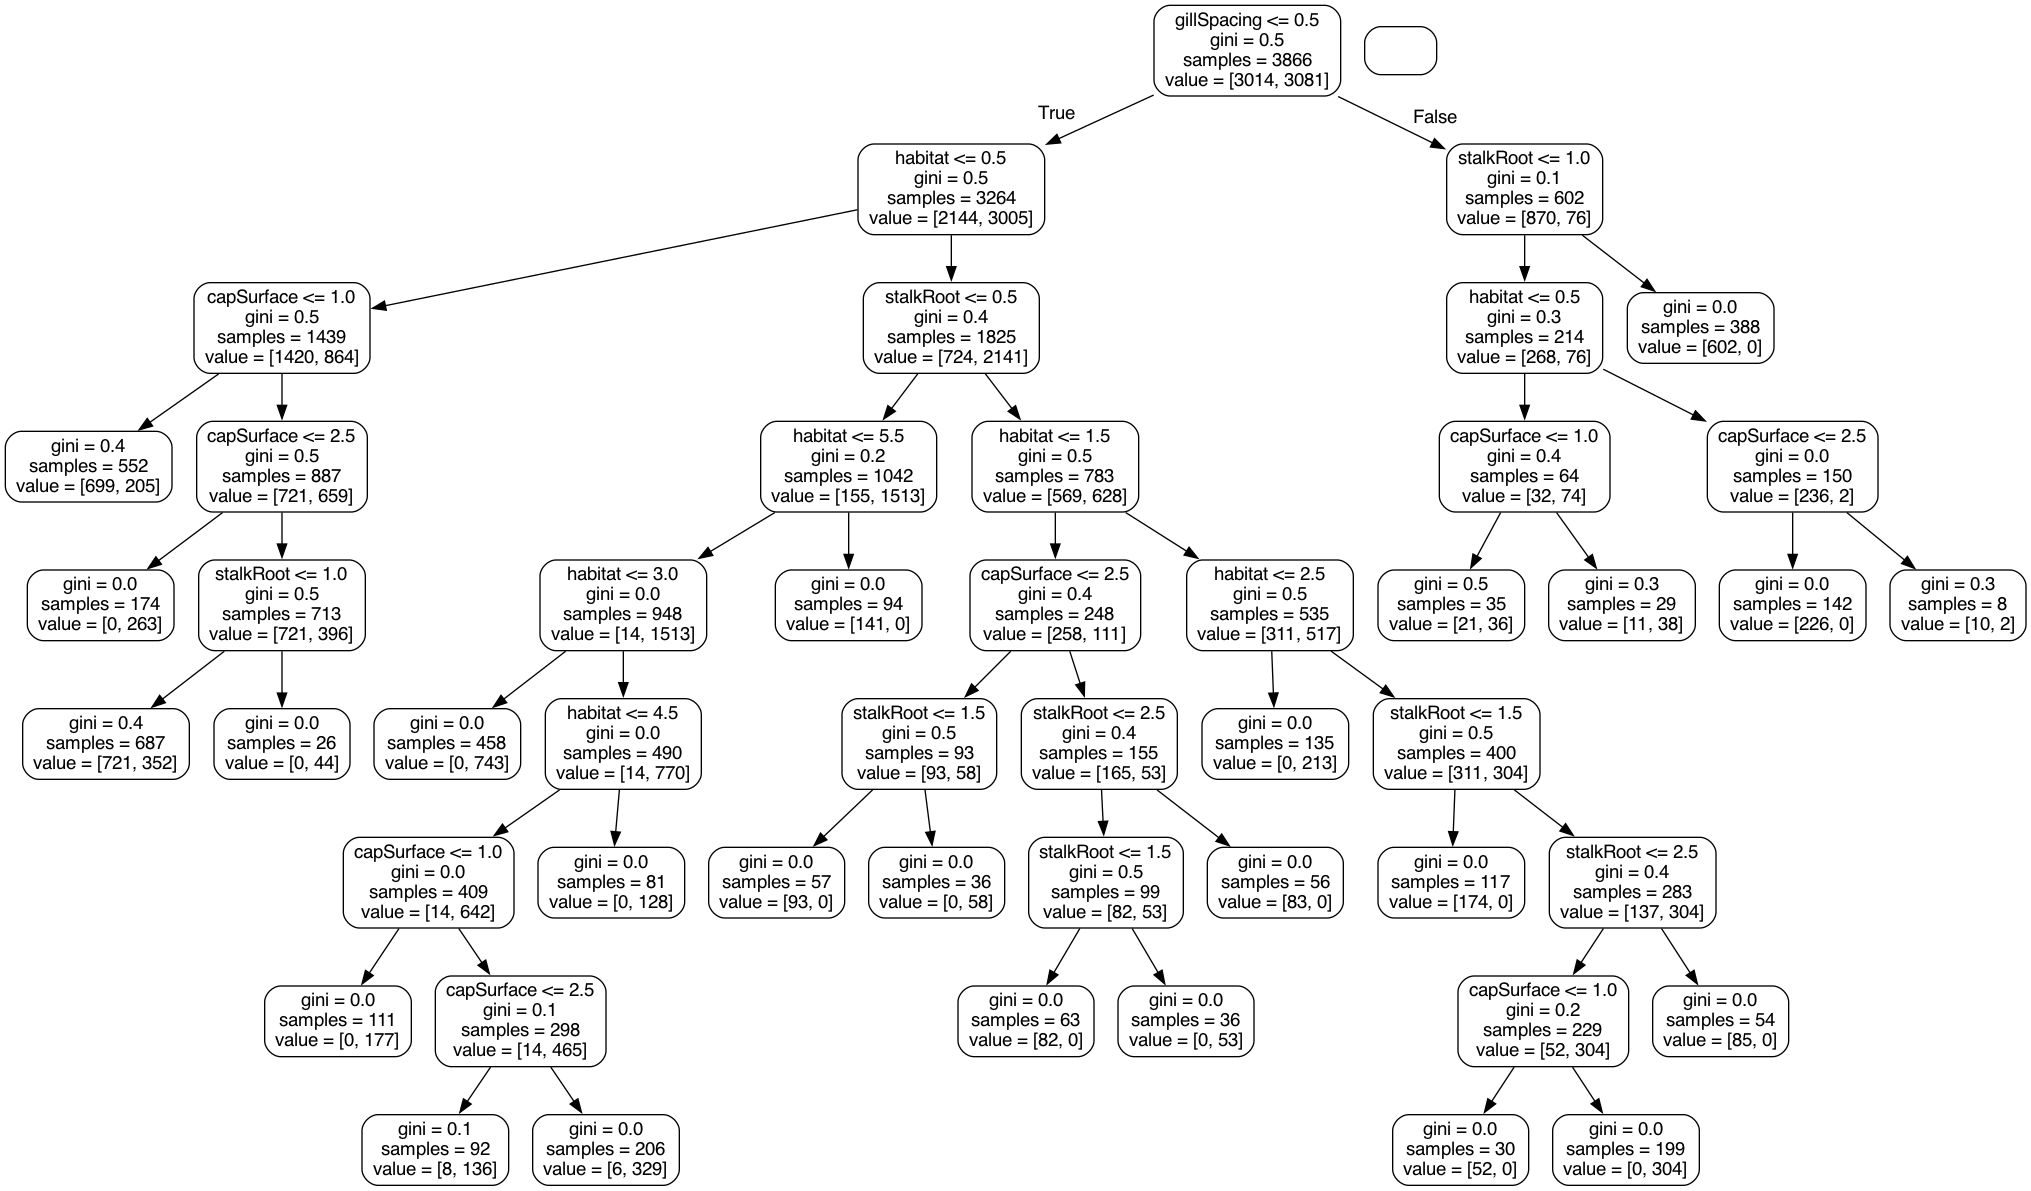 gillSpacing <= 0.5
gini = 0.5
samples = 3866
value = [3014, 3081]
True
False
habitat <= 0.5
gini = 0.5
samples = 3264
value = [2144, 3005]
stalkRoot <= 1.0
gini = 0.1
samples = 602
value = [870, 76]
capSurface <= 1.0
gini = 0.5
samples = 1439
value = [1420, 864]
stalkRoot <= 0.5
gini = 0.4
samples = 1825
value = [724, 2141]
habitat <= 0.5
gini = 0.3
samples = 214
value = [268, 76]
gini = 0.0
samples = 388
value = [602, 0]
gini = 0.4
samples = 552
value = [699, 205]
capSurface <= 2.5
gini = 0.5
samples = 887
value = [721, 659]
habitat <= 5.5
gini = 0.2
samples = 1042
value = [155, 1513]
habitat <= 1.5
gini = 0.5
samples = 783
value = [569, 628]
capSurface <= 1.0
gini = 0.4
samples = 64
value = [32, 74]
capSurface <= 2.5
gini = 0.0
samples = 150
value = [236, 2]
gini = 0.0
samples = 174
value = [0, 263]
stalkRoot <= 1.0
gini = 0.5
samples = 713
value = [721, 396]
habitat <= 3.0
gini = 0.0
samples = 948
value = [14, 1513]
gini = 0.0
samples = 94
value = [141, 0]
capSurface <= 2.5
gini = 0.4
samples = 248
value = [258, 111]
habitat <= 2.5
gini = 0.5
samples = 535
value = [311, 517]
gini = 0.5
samples = 35
value = [21, 36]
gini = 0.3
samples = 29
value = [11, 38]
gini = 0.0
samples = 142
value = [226, 0]
gini = 0.3
samples = 8
value = [10, 2]
gini = 0.4
samples = 687
value = [721, 352]
gini = 0.0
samples = 26
value = [0, 44]
gini = 0.0
samples = 458
value = [0, 743]
habitat <= 4.5
gini = 0.0
samples = 490
value = [14, 770]
stalkRoot <= 1.5
gini = 0.5
samples = 93
value = [93, 58]
stalkRoot <= 2.5
gini = 0.4
samples = 155
value = [165, 53]
gini = 0.0
samples = 135
value = [0, 213]
stalkRoot <= 1.5
gini = 0.5
samples = 400
value = [311, 304]
capSurface <= 1.0
gini = 0.0
samples = 409
value = [14, 642]
gini = 0.0
samples = 81
value = [0, 128]
gini = 0.0
samples = 57
value = [93, 0]
gini = 0.0
samples = 36
value = [0, 58]
stalkRoot <= 1.5
gini = 0.5
samples = 99
value = [82, 53]
gini = 0.0
samples = 56
value = [83, 0]
gini = 0.0
samples = 117
value = [174, 0]
stalkRoot <= 2.5
gini = 0.4
samples = 283
value = [137, 304]
gini = 0.0
samples = 111
value = [0, 177]
capSurface <= 2.5
gini = 0.1
samples = 298
value = [14, 465]
gini = 0.0
samples = 63
value = [82, 0]
gini = 0.0
samples = 36
value = [0, 53]
capSurface <= 1.0
gini = 0.2
samples = 229
value = [52, 304]
gini = 0.0
samples = 54
value = [85, 0]
gini = 0.1
samples = 92
value = [8, 136]
gini = 0.0
samples = 206
value = [6, 329]
gini = 0.0
samples = 30
value = [52, 0]
gini = 0.0
samples = 199
value = [0, 304]